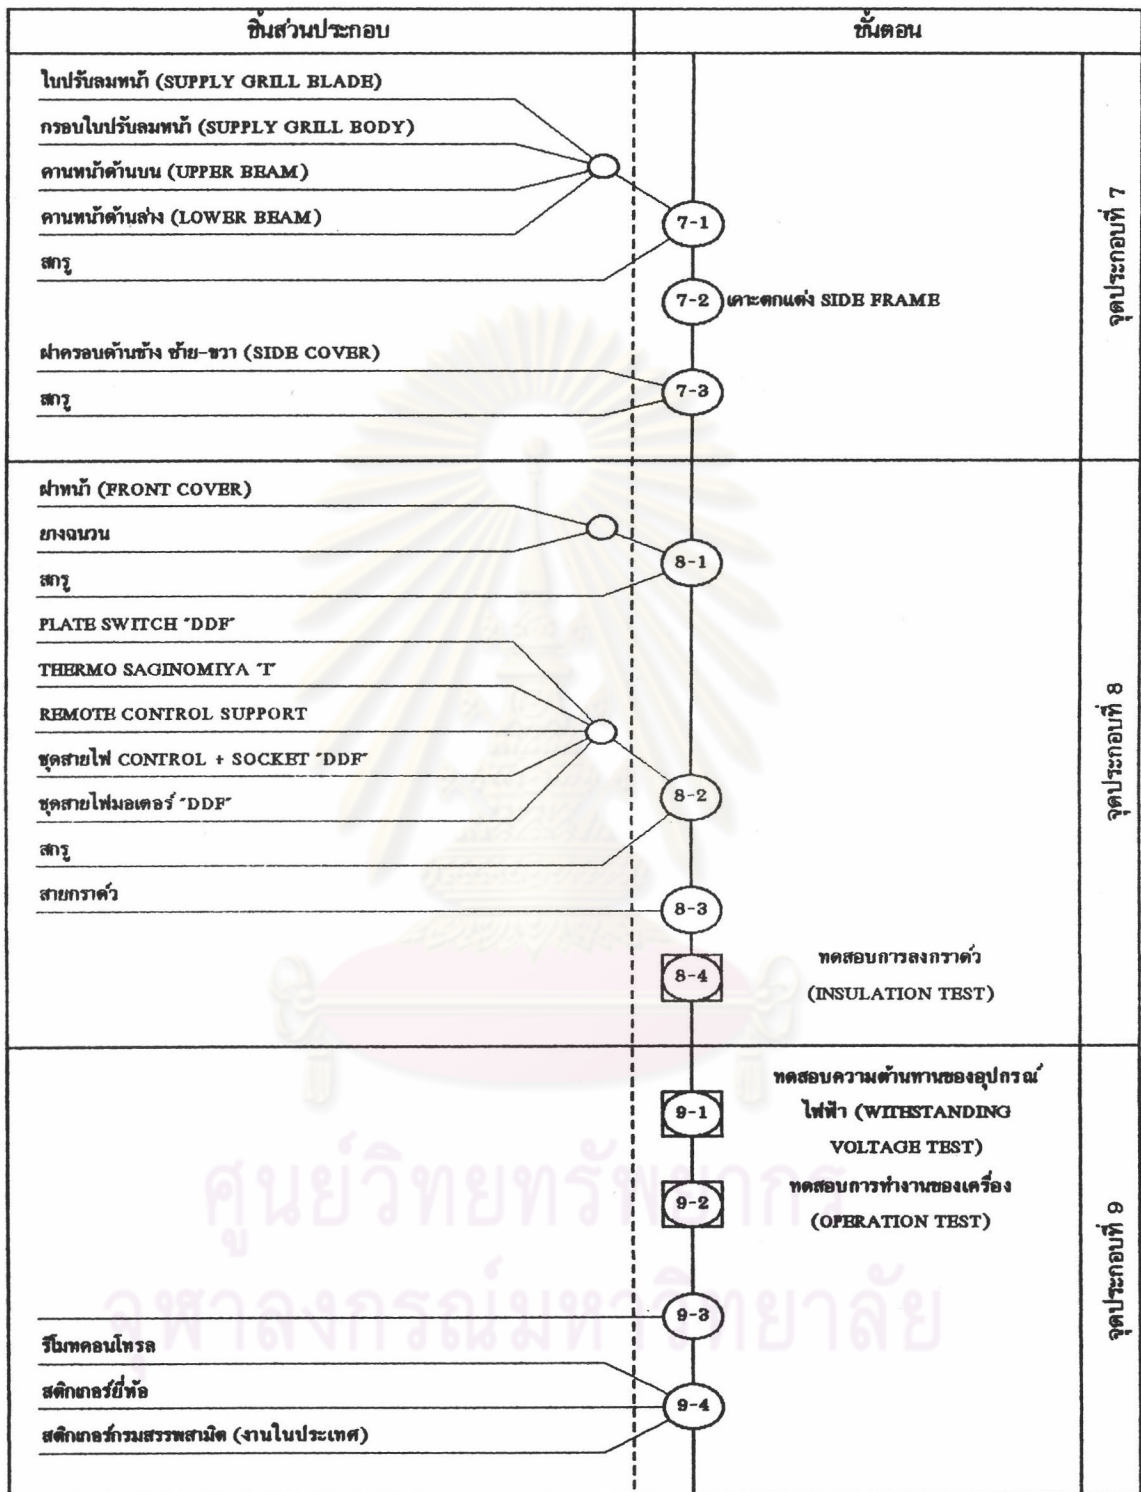 ชิ้นส่วนประกอบ
ขั้นตอน
ใบปรับลมหน้า (SUPPLY GRILL BLADE)
กรอบใบปรับลมหน้า (SUPPLY GRILL BODY)
คานหน้าด้านบน (UPPER BEAM)
คานหน้าด้านล่าง (LOWER BEAM)
สกรู
7-1
7-2 เคาะตกแต่ง SIDE FRAME
ฝาครอบด้านข้าง ซ้าย-ขวา (SIDE COVER)
สกรู
7-3
จุดประกอบที่ 7
ฝาหน้า (FRONT COVER)
ยางฉนวน
สกรู
8-1
PLATE SWITCH "DDF"
THERMO SAGINOMIYA "T"
REMOTE CONTROL SUPPORT
ชุดสายไฟ CONTROL + SOCKET "DDF"
ชุดสายไฟมอเตอร์ "DDF"
สกรู
8-2
สายกราด์ว
8-3
8-4
ทดสอบการลงกราด์ว
(INSULATION TEST)
จุดประกอบที่ 8
9-1
ทดสอบความต้านทานของอุปกรณ์
ไฟฟ้า (WITHSTANDING
VOLTAGE TEST)
9-2
ทดสอบการทำงานของเครื่อง
(OPERATION TEST)
9-3
รีโมทคอนโทรล
สติกเกอร์ยี่ห้อ
สติกเกอร์กรมสรรพสามิต (งานในประเทศ)
9-4
จุดประกอบที่ 9
ศูนย์วิทยทรัพยากร
จุฬาลงกรณ์มหาวิทยาลัย